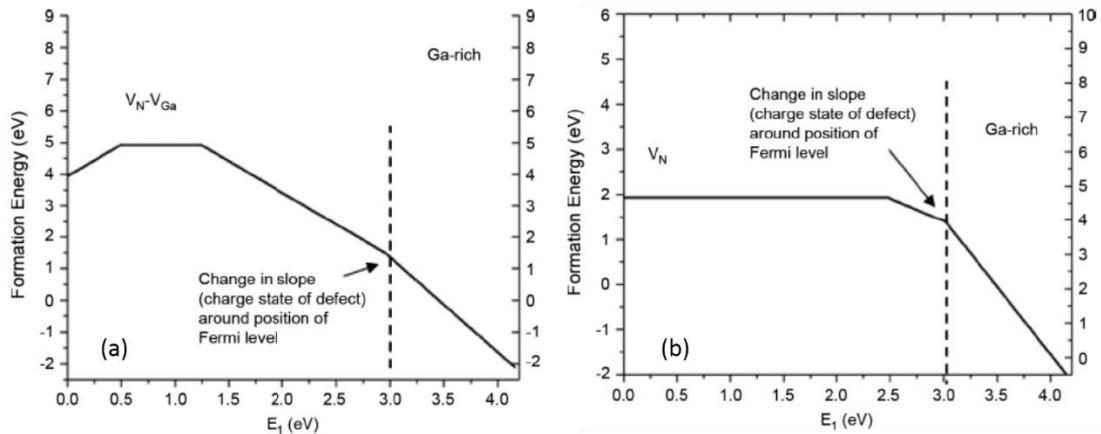 Formation Energy (eV)
9
8
7
6
5
4
3
2
1
0
-1
-2
V_N-V_Ga
Ga-rich
Change in slope
(charge state of defect)
around position of
Fermi level
(a)
9
8
7
6
5
4
3
2
1
0
-1
-2
0.0 0.5 1.0 1.5 2.0 2.5 3.0 3.5 4.0
E_1 (eV)
Formation Energy (eV)
6
5
4
3
2
1
0
-1
-2
V_N
Change in slope
(charge state of defect)
around position of
Fermi level
Ga-rich
(b)
10
9
8
7
6
5
4
3
2
1
0
0.0 0.5 1.0 1.5 2.0 2.5 3.0 3.5 4.0
E_1 (eV)